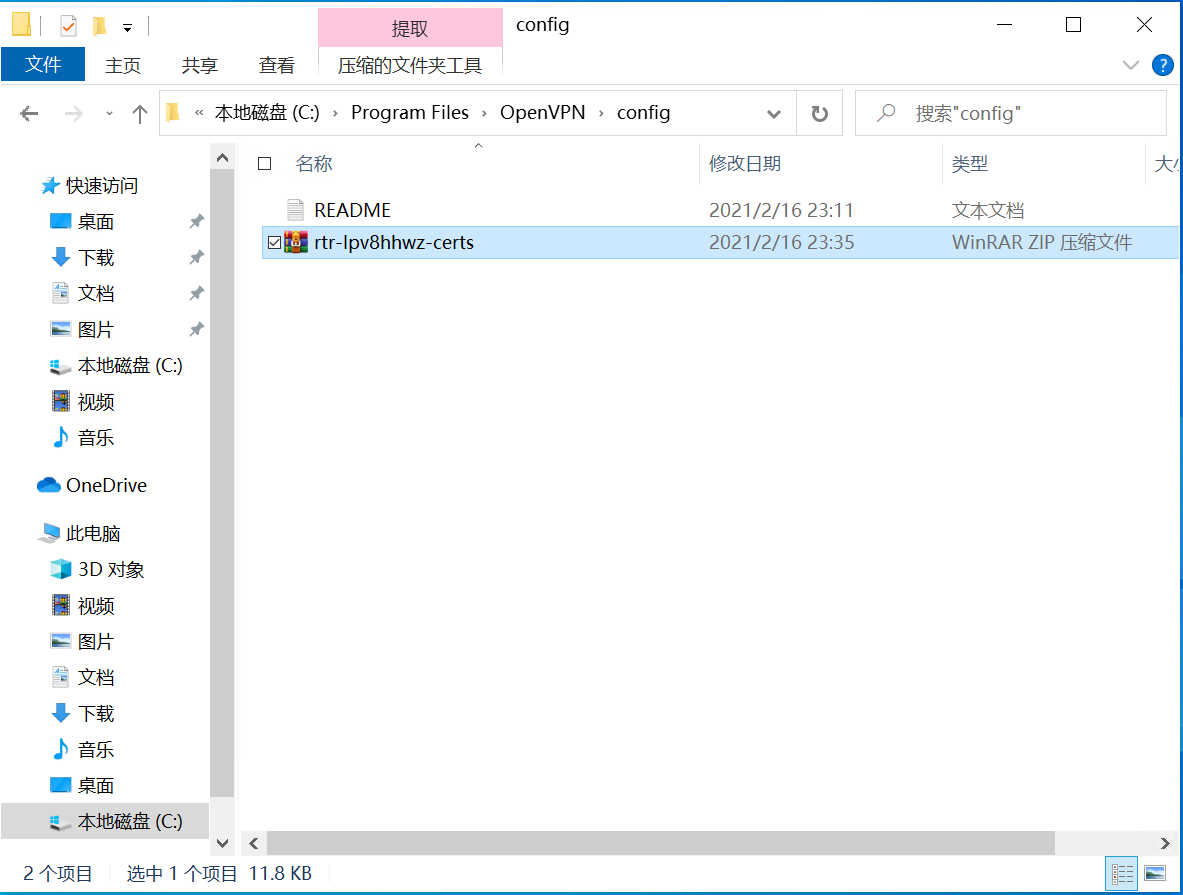 提取
config
文件
主页
共享
查看
压缩的文件夹工具
« 本地磁盘 (C:) › Program Files › OpenVPN › config
搜索"config"
名称
修改日期
类型
快速访问
桌面
下载
文档
图片
本地磁盘 (C:)
视频
音乐
OneDrive
此电脑
3D 对象
视频
图片
文档
下载
音乐
桌面
本地磁盘 (C:)
README 2021/2/16 23:11 文本文档
rtr-lpv8hhwz-certs 2021/2/16 23:35 WinRAR ZIP 压缩文件
2 个项目
选中 1 个项目 11.8 KB